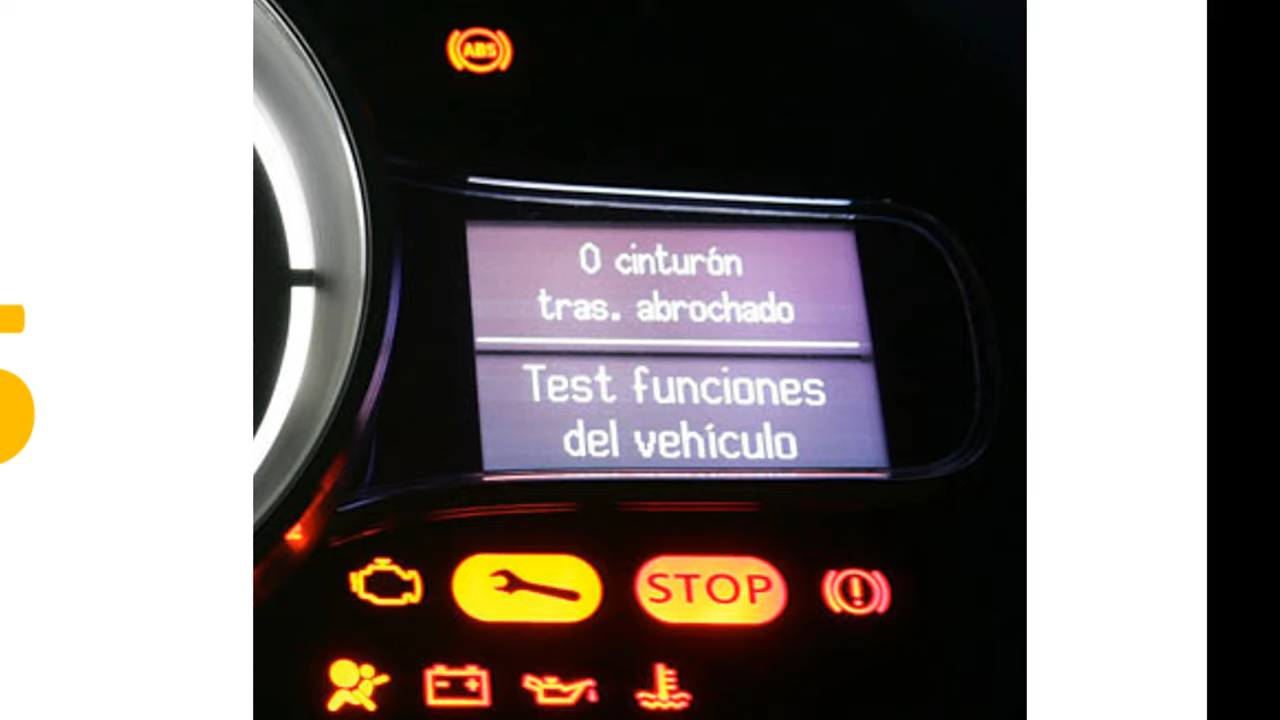 ABS
0 cinturón
tras. abrochado
Test funciones
del vehículo
STOP